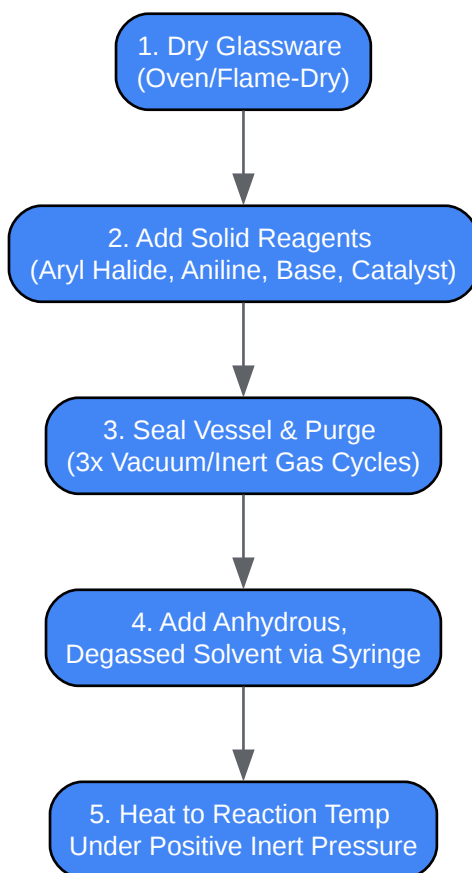 1. Dry Glassware
(Oven/Flame-Dry)
2. Add Solid Reagents
(Aryl Halide, Aniline, Base, Catalyst)
3. Seal Vessel & Purge
(3x Vacuum/Inert Gas Cycles)
4. Add Anhydrous,
Degassed Solvent via Syringe
5. Heat to Reaction Temp
Under Positive Inert Pressure